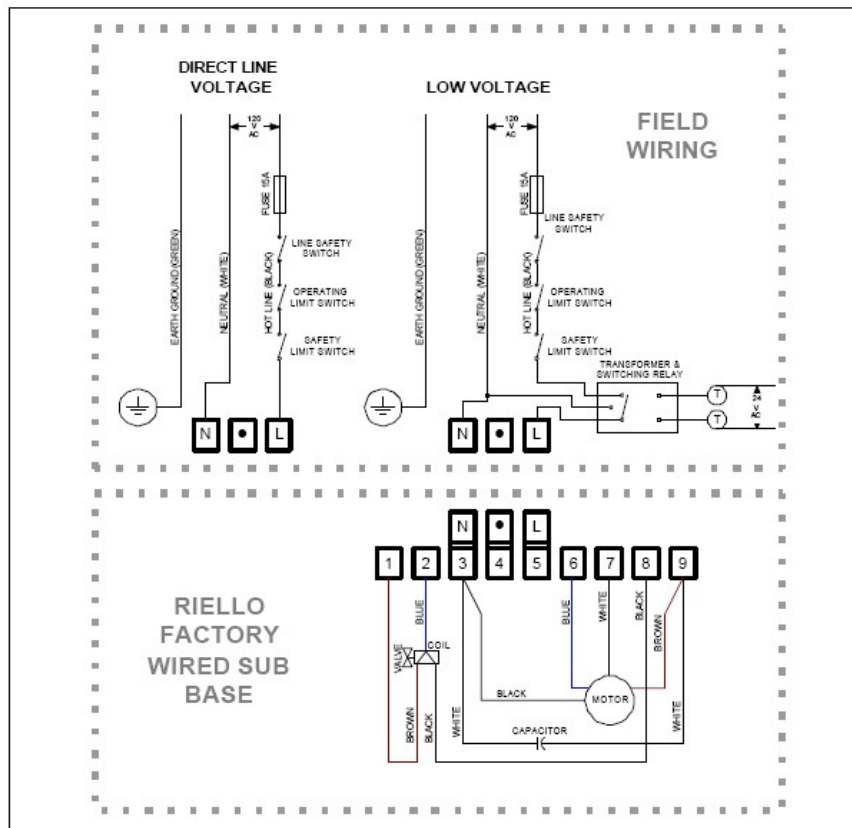 DIRECT LINE
VOLTAGE
LOW VOLTAGE
FIELD
WIRING
120
V
AC
120
V
AC
EARTH GROUND (GREEN)
NEUTRAL (WHITE)
HOT LINE (BLACK)
FUSE 15A
LINE SAFETY
SWITCH
OPERATING
LIMIT SWITCH
SAFETY
LIMIT SWITCH
EARTH GROUND (GREEN)
NEUTRAL (WHITE)
HOT LINE (BLACK)
FUSE 15A
LINE SAFETY
SWITCH
OPERATING
LIMIT SWITCH
SAFETY
LIMIT SWITCH
TRANSFORMER &
SWITCHING RELAY
T
T
24
V
AC
N
L
N
L
RIELLO
FACTORY
WIRED SUB
BASE
N
L
1 2 3 4 5 6 7 8 9
BLUE
VALVE
COIL
BROWN
BLACK
WHITE
BLACK
CAPACITOR
BLUE
WHITE
BLACK
BROWN
MOTOR
WHITE